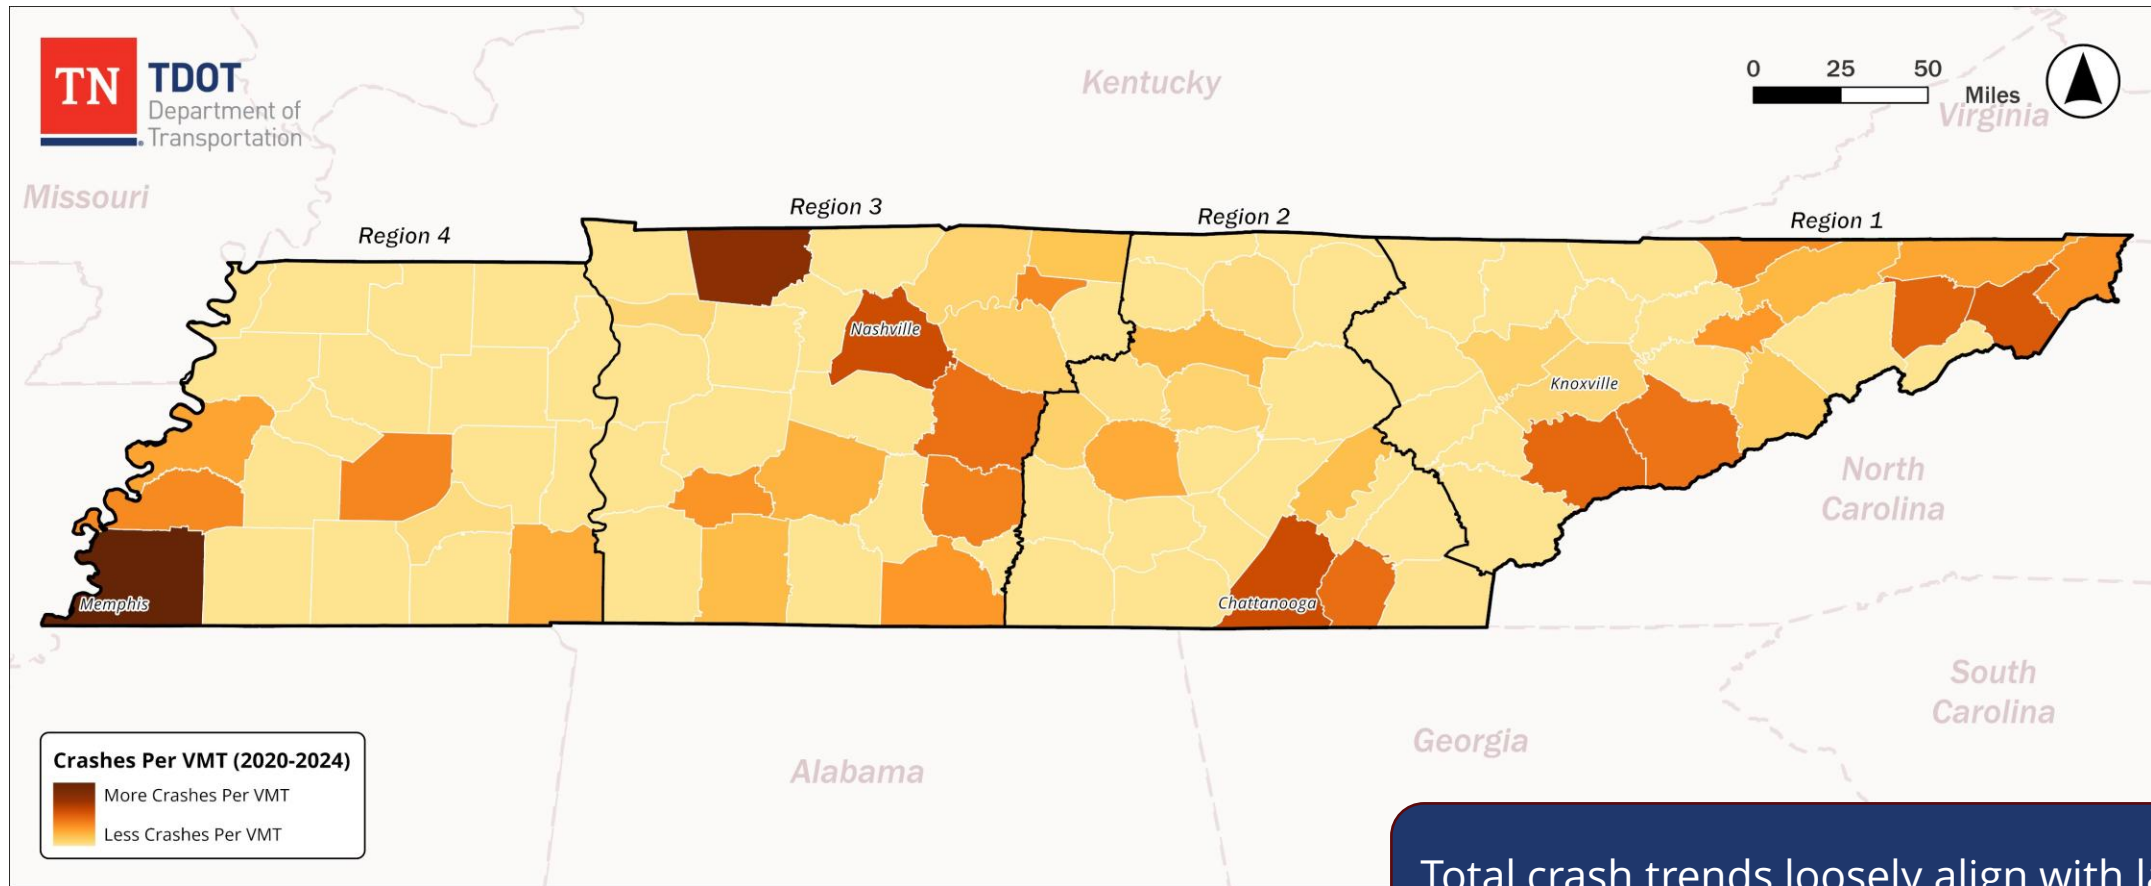 TN
TDOT
Department of
Transportation
Kentucky
0 25 50
Miles
Virginia
Missouri
Region 4
Region 3
Region 2
Region 1
Nashville
Knoxville
North
Carolina
Memphis
Chattanooga
South
Carolina
Georgia
Alabama
Crashes Per VMT (2020-2024)
More Crashes Per VMT
Less Crashes Per VMT
Total crash trends loosely align with